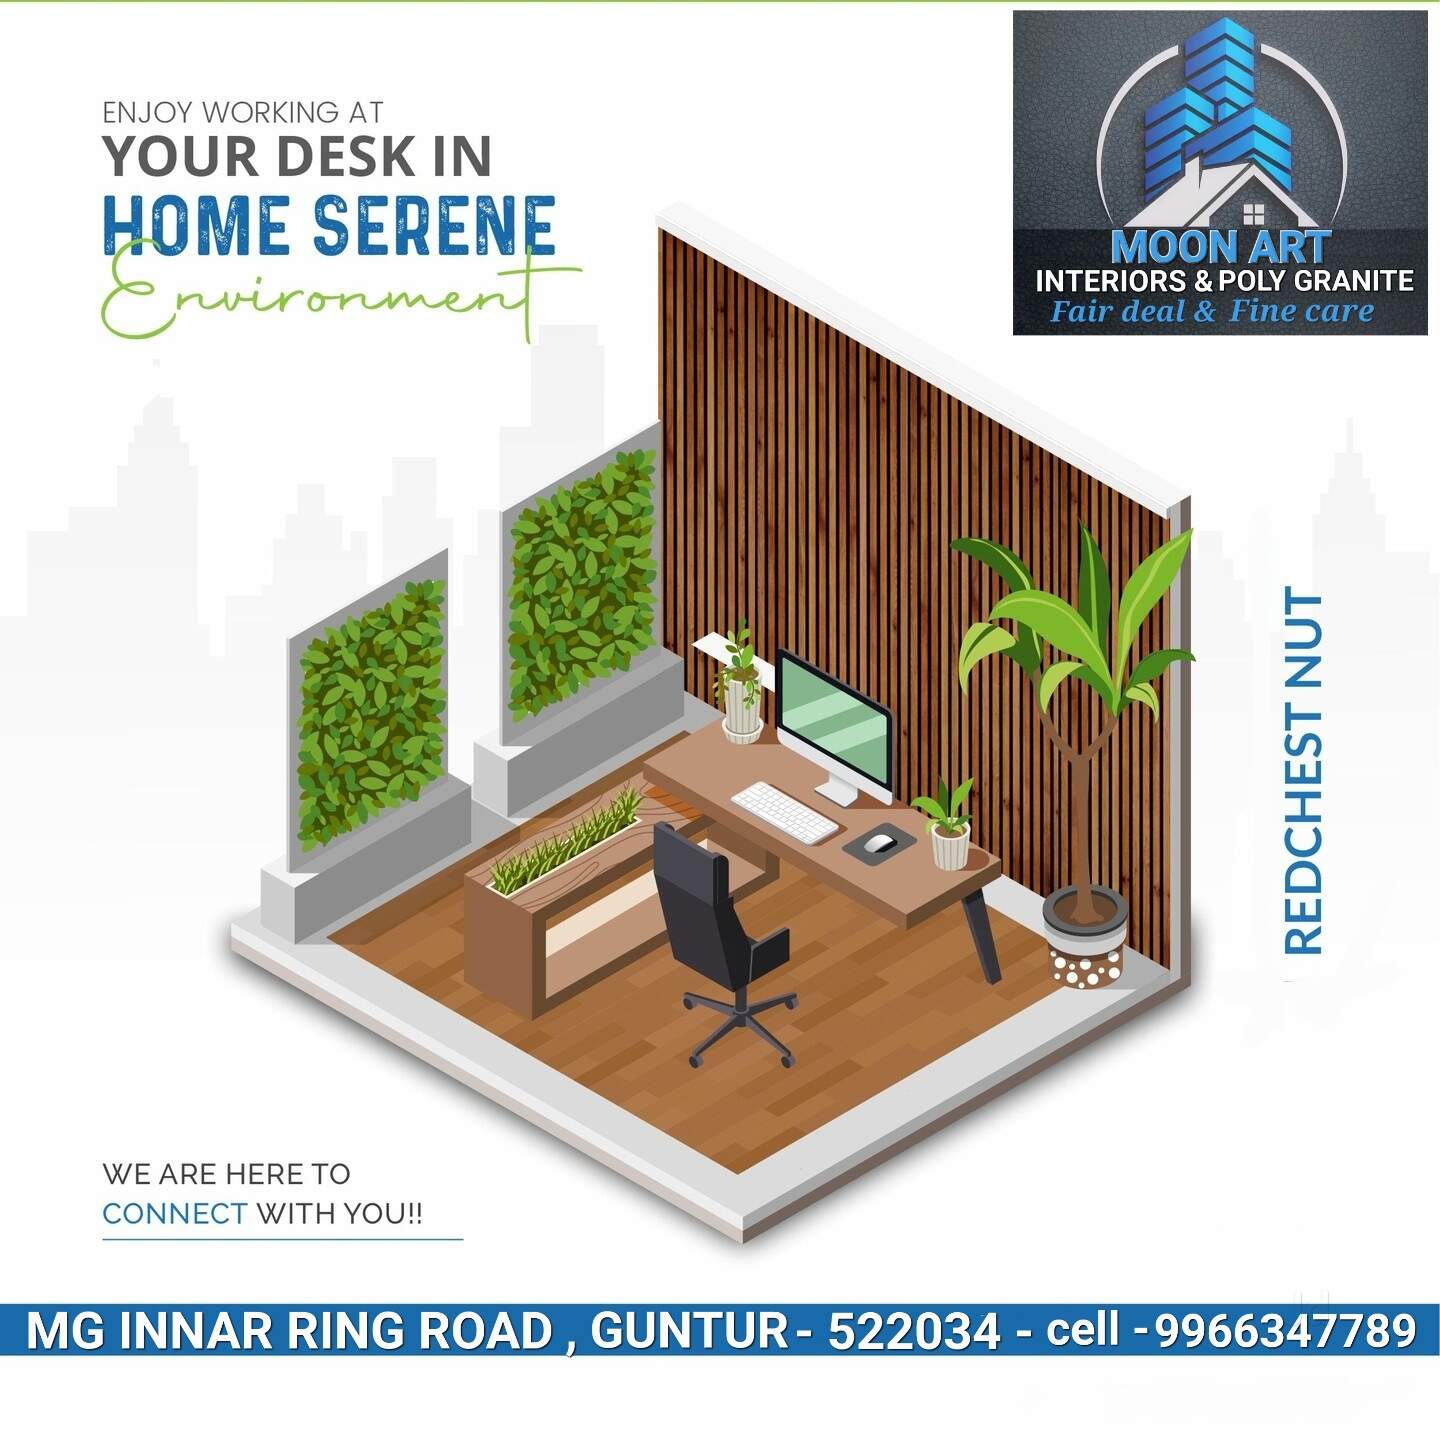 ENJOY WORKING AT
YOUR DESK IN
HOME SERENE
Environment
MOON ART
INTERIORS & POLY GRANITE
Fair deal & Fine care
REDCHEST NUT
WE ARE HERE TO
CONNECT WITH YOU!!
MG INNAR RING ROAD , GUNTUR - 522034 - cell - 9966347789